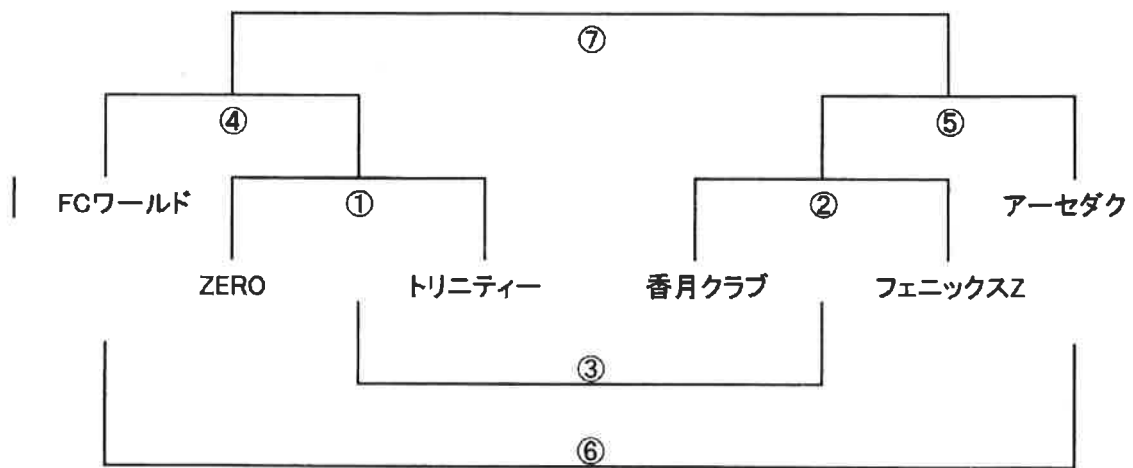 ⑦
④ ⑤
FCワールド ① ② アーセダク
ZERO トリニティー 香月クラブ フェニックスZ
③
⑥